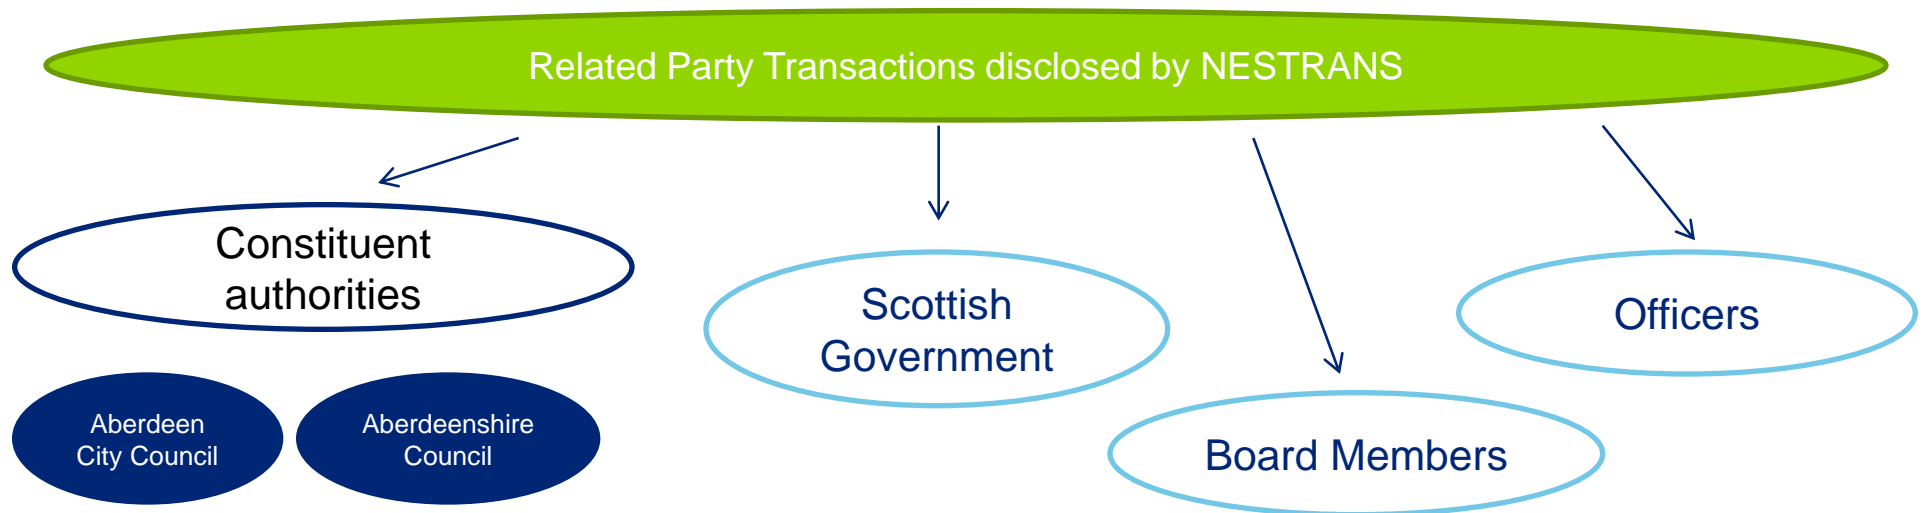 Related Party Transactions disclosed by NESTRANS
Constituent
authorities
Scottish
Government
Officers
Aberdeen
City Council
Aberdeenshire
Council
Board Members